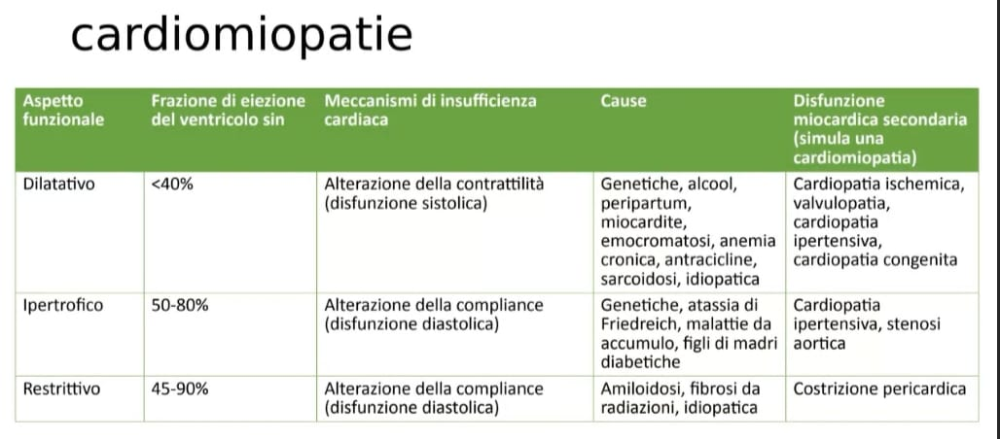 cardiomiopatie
Aspetto
funzionale
Frazione di eiezione
del ventricolo sin
Meccanismi di insufficienza
cardiaca
Cause
Disfunzione
miocardica secondaria
(simula una
cardiomiopatia)
Dilatativo
<40%
Alterazione della contrattilità
(disfunzione sistolica)
Genetiche, alcool,
peripartum,
miocardite,
emocromatosi, anemia
cronica, antracicline,
sarcoidosi, idiopatica
Cardiopatia ischemica,
valvulopatia,
cardiopatia
ipertensiva,
cardiopatia congenita
Ipertrofico
50-80%
Alterazione della compliance
(disfunzione diastolica)
Genetiche, atassia di
Friedreich, malattie da
accumulo, figli di madri
diabetiche
Cardiopatia
ipertensiva, stenosi
aortica
Restrittivo
45-90%
Alterazione della compliance
(disfunzione diastolica)
Amiloidosi, fibrosi da
radiazioni, idiopatica
Costrizione pericardica